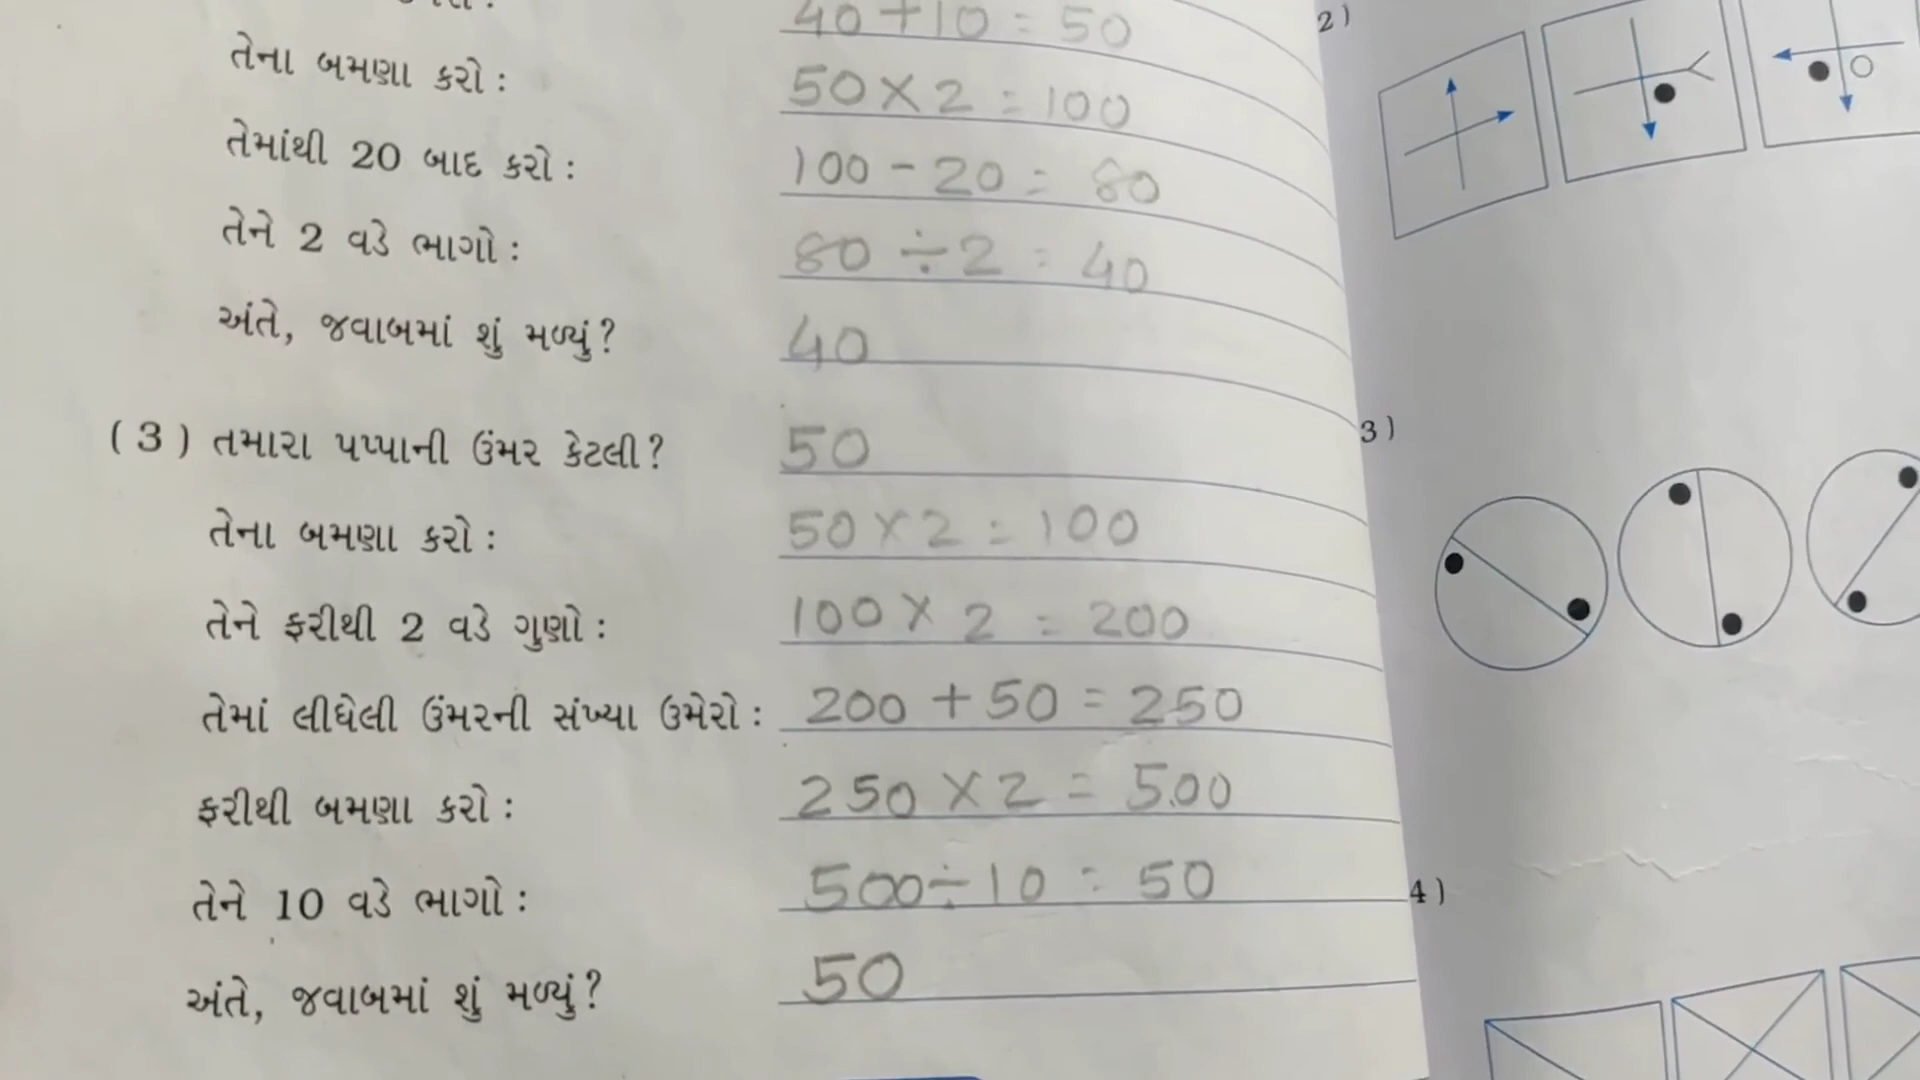 40 + 10 = 50
તેના બમણા કરો : 50 × 2 = 100
તેમાંથી 20 બાદ કરો : 100 - 20 = 80
તેને 2 વડે ભાગો : 80 ÷ 2 = 40
અંતે, જવાબમાં શું મળ્યું? 40
(3) તમારા પપ્પાની ઉંમર કેટલી? 50
તેના બમણા કરો : 50 × 2 = 100
તેને ફરીથી 2 વડે ગુણો : 100 × 2 = 200
તેમાં લીધેલી ઉંમરની સંખ્યા ઉમેરો : 200 + 50 = 250
ફરીથી બમણા કરો : 250 × 2 = 500
તેને 10 વડે ભાગો : 500 ÷ 10 = 50
અંતે, જવાબમાં શું મળ્યું? 50
2)
3)
4)